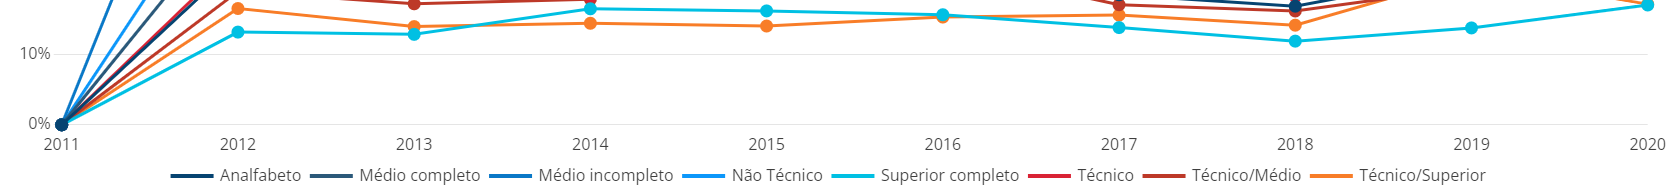 10%
0%
2011 2012 2013 2014 2015 2016 2017 2018 2019 2020
Analfabeto Médio completo Médio incompleto Não Técnico Superior completo Técnico Técnico/Médio Técnico/Superior